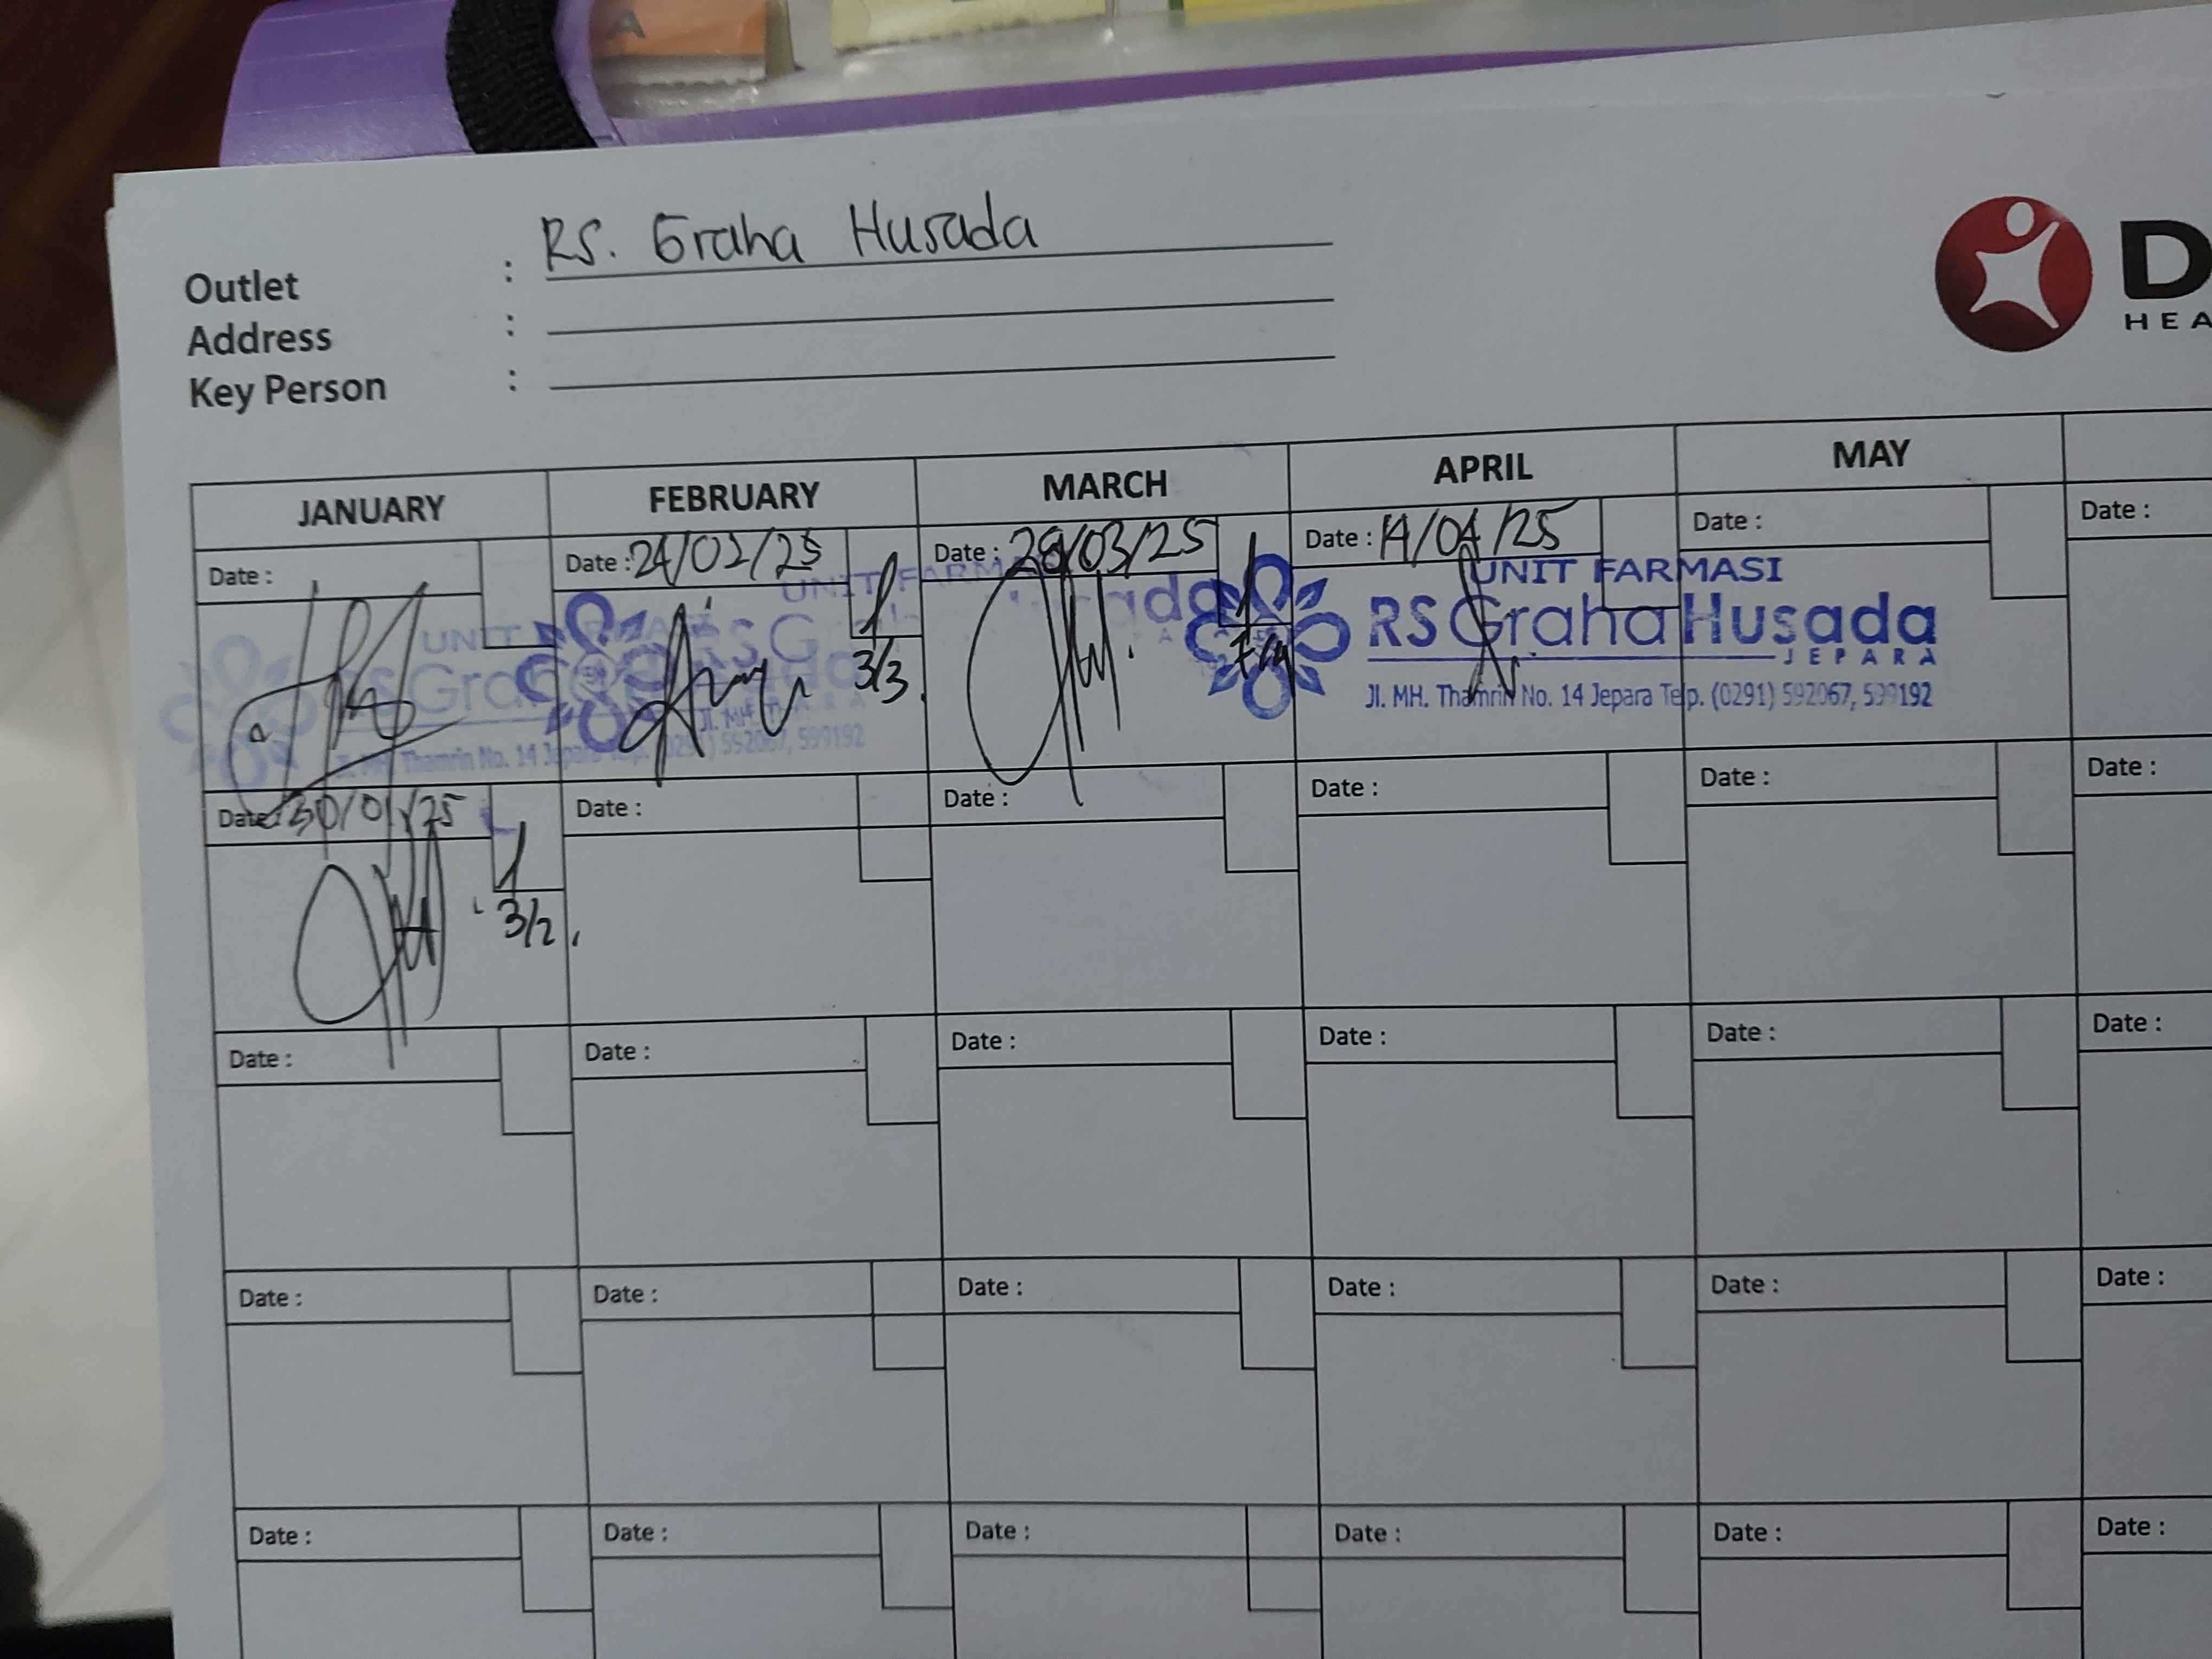 A
Outlet : RS. Graha Husada
Address :
Key Person :
D
HEA
JANUARY FEBRUARY MARCH APRIL MAY
Date : Date : 24/02/25 Date : /03/25 Date : 14/04/25 Date : Date :
UNIT FARMASI
RS Graha Husada
JEPARA
Jl. MH. Thamrin No. 14 Jepara Telp. (0291) 592067, 599192
3/3
Date : 30/01/25 Date : Date : Date : Date : Date :
3/2
Date : Date : Date : Date : Date : Date :
Date : Date : Date : Date : Date : Date :
Date : Date : Date : Date : Date : Date :